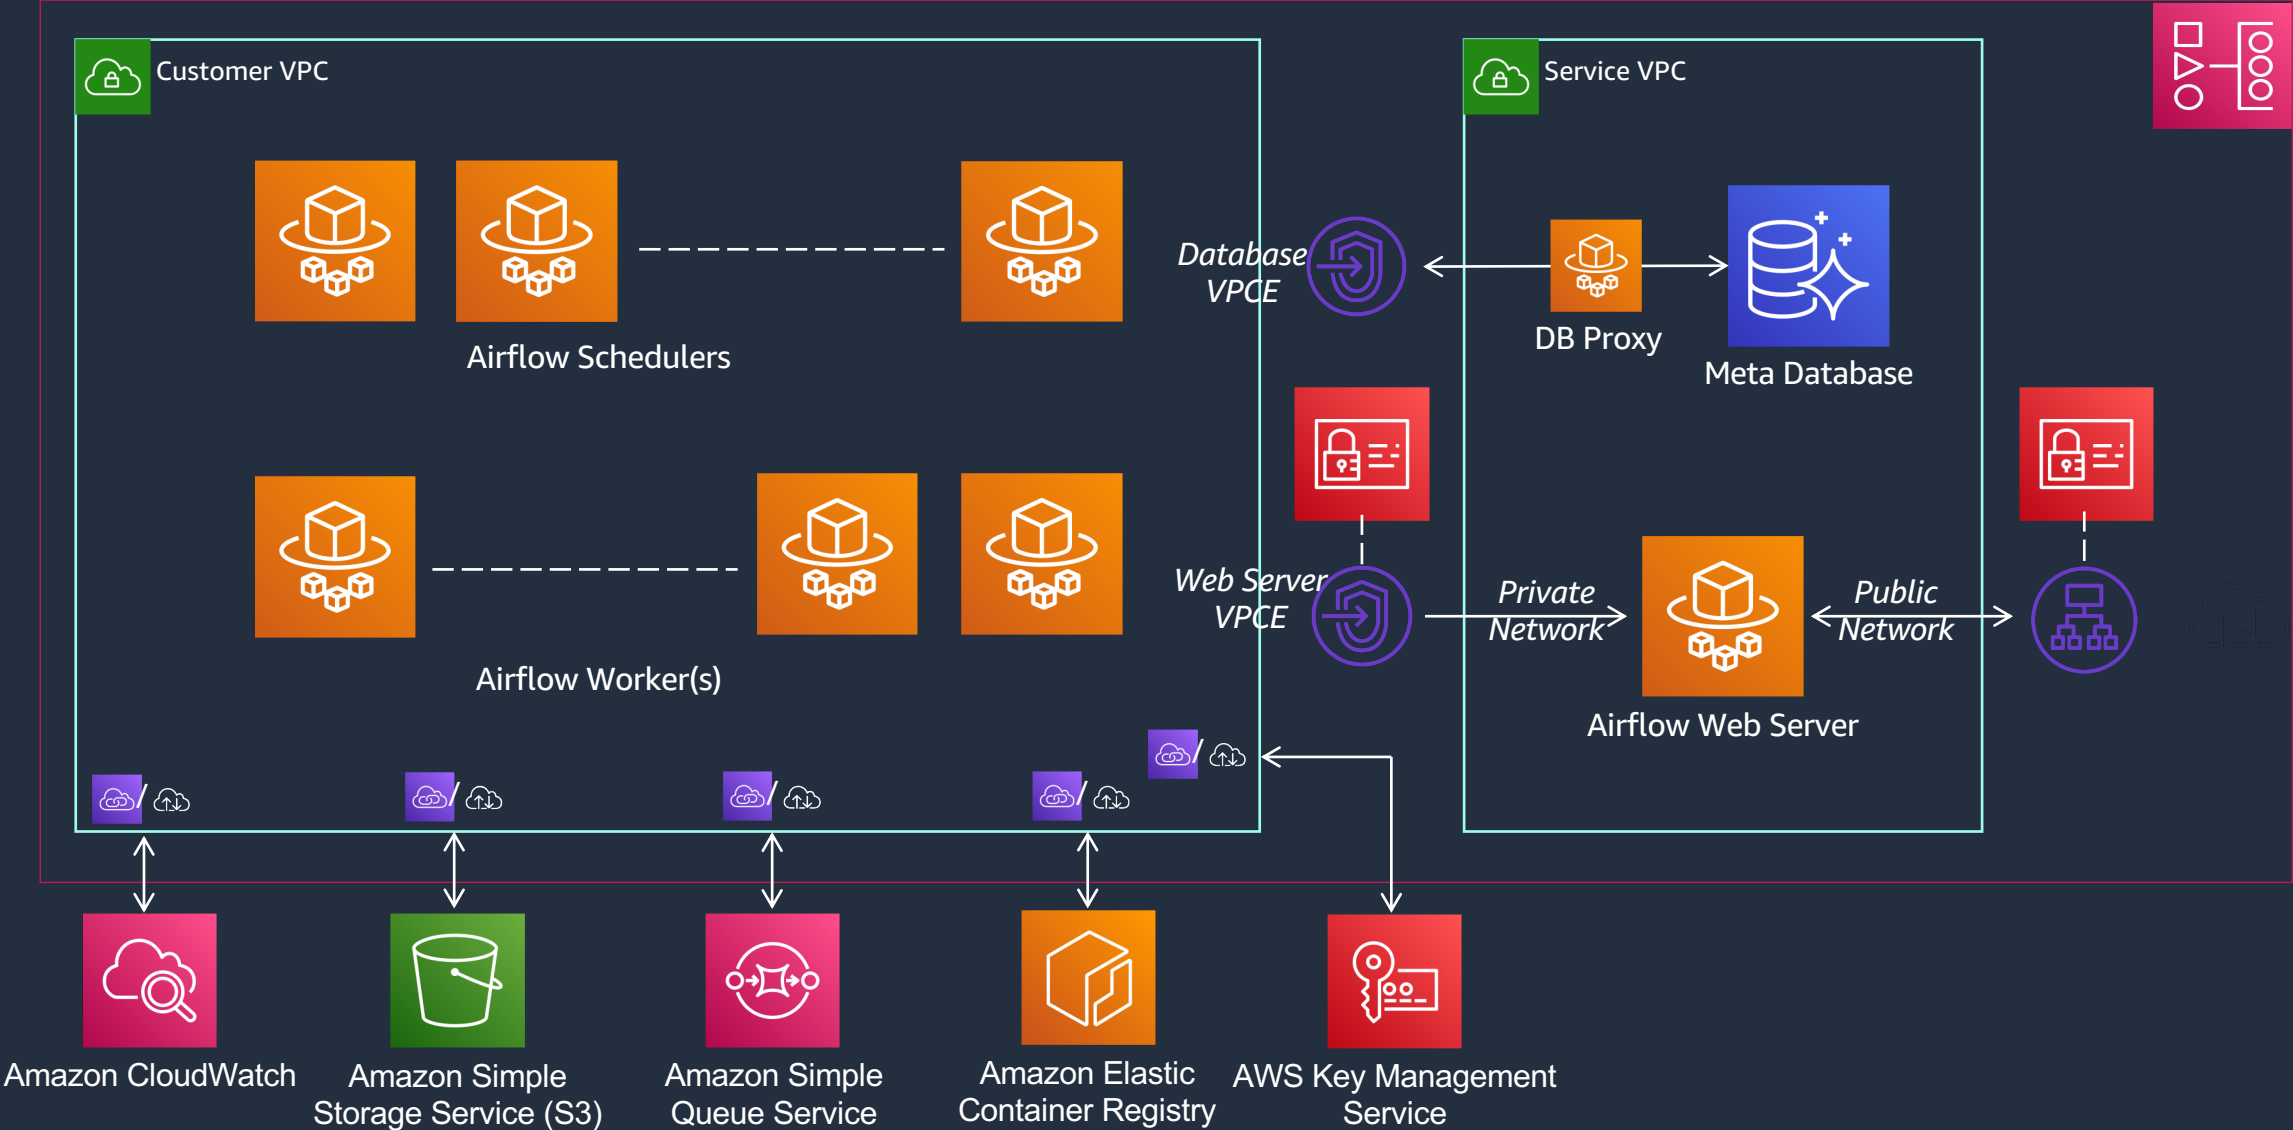 Customer VPC
Service VPC
Airflow Schedulers
Database
VPCE
DB Proxy
Meta Database
Airflow Worker(s)
Web Server
VPCE
Private
Network
Public
Network
Airflow Web Server
/
/
/
/
/
Amazon CloudWatch
Amazon Simple
Storage Service (S3)
Amazon Simple
Queue Service
Amazon Elastic
Container Registry
AWS Key Management
Service